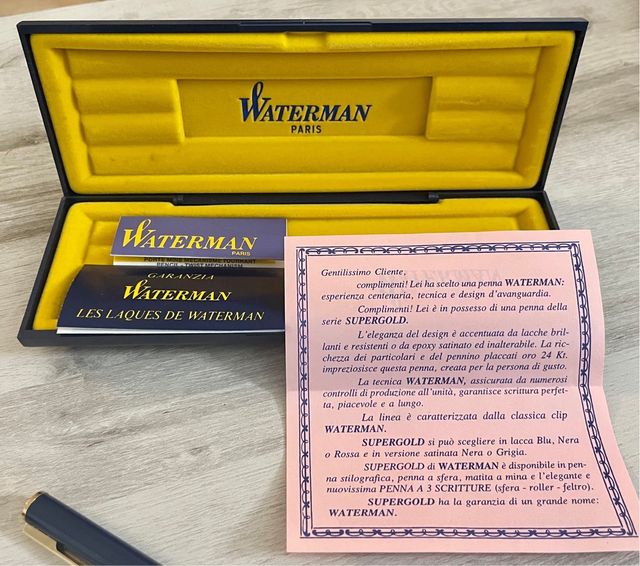 WATERMAN
PARIS
WATERMAN
PARIS
PORTE MINE MECANISME TOURNANT
PENCIL - TWIST MECHANISM
GARANZIA
WATERMAN
LES LAQUES DE WATERMAN
Gentilissimo Cliente,
complimenti! Lei ha scelto una penna WATERMAN:
esperienza centenaria, tecnica e design d'avanguardia.
Complimenti! Lei è in possesso di una penna della
serie SUPERGOLD.
L'eleganza del design è accentuata da lacche bril-
lanti e resistenti o da epoxy satinato ed inalterabile. La ric-
chezza dei particolari e del pennino placcati oro 24 Kt.
impreziosisce questa penna, creata per la persona di gusto.
La tecnica WATERMAN, assicurata da numerosi
controlli di produzione all'unità, garantisce scrittura perfet-
ta, piacevole e a lungo.
La linea è caratterizzata dalla classica clip
WATERMAN.
SUPERGOLD si può scegliere in lacca Blu, Nera
o Rossa e in versione satinata Nera o Grigia.
SUPERGOLD di WATERMAN è disponibile in pen-
na stilografica, penna a sfera, matita a mina e l'elegante e
nuovissima PENNA A 3 SCRITTURE (sfera - roller - feltro).
SUPERGOLD ha la garanzia di un grande nome:
WATERMAN.